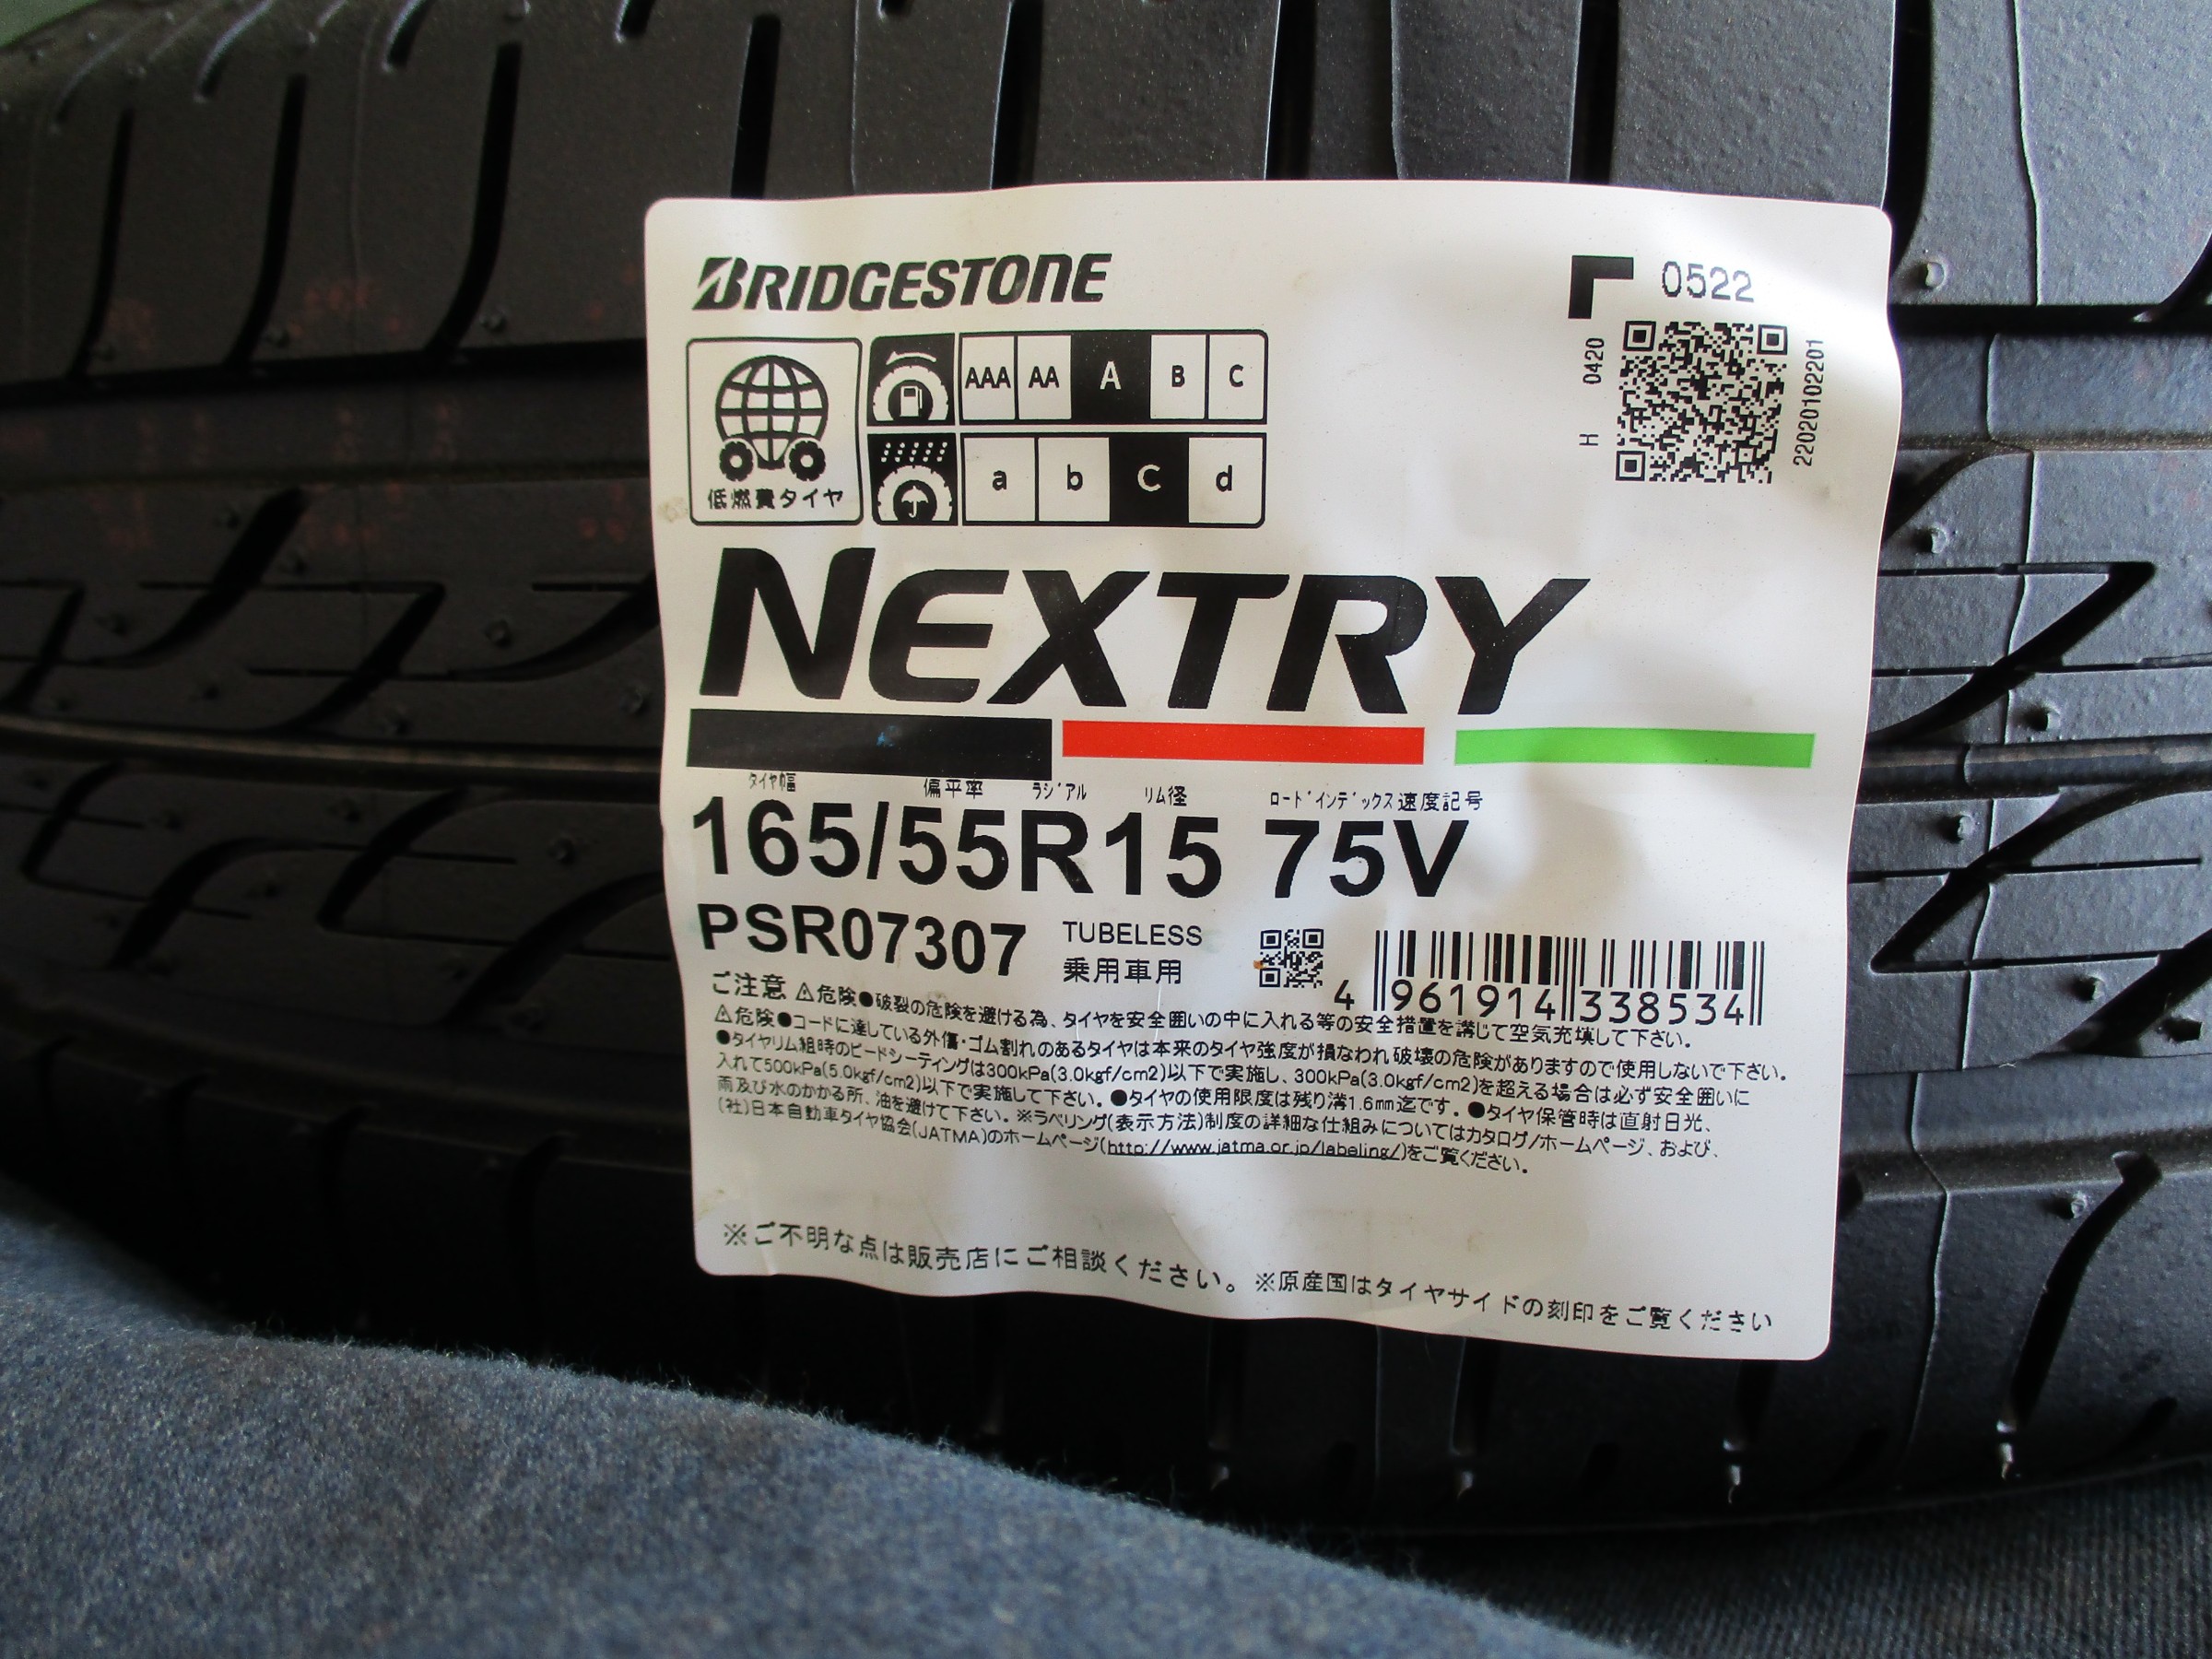 BRIDGESTONE
0522
H 0420
22020102201
低燃費タイヤ
AAA AA A B C
a b c d
NEXTRY
タイヤ幅 偏平率 ラジアル リム径 ロードインデックス 速度記号
165/55R15 75V
PSR07307
TUBELESS
乗用車用
4 961914 338534
ご注意 ⚠危険●破裂の危険を避ける為、タイヤを安全囲いの中に入れる等の安全措置を講じて空気充填して下さい。
⚠危険●コードに達している外傷・ゴム割れのあるタイヤは本来のタイヤ強度が損なわれ破壊の危険がありますので使用しないで下さい。
●タイヤリム組時のビードシーティングは300kPa(3.0kgf/cm2)以下で実施し、300kPa(3.0kgf/cm2)を超える場合は必ず安全囲いに
入れて500kPa(5.0kgf/cm2)以下で実施して下さい。●タイヤの使用限度は残り溝1.6mm迄です。●タイヤ保管時は直射日光、
雨及び水のかかる所、油を避けて下さい。※ラベリング(表示方法)制度の詳細な仕組みについてはカタログ/ホームページ、および、
(社)日本自動車タイヤ協会(JATMA)のホームページ(http://www.jatma.or.jp/labeling/)をご覧ください。
※ご不明な点は販売店にご相談ください。※原産国はタイヤサイドの刻印をご覧ください